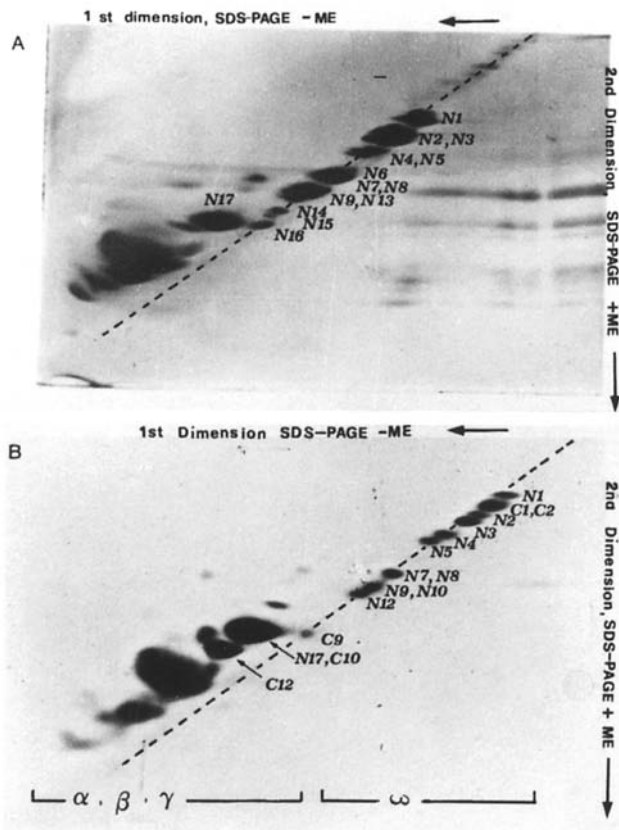 1 st dimension, SDS-PAGE -ME
A
2nd Dimension, SDS-PAGE +ME
N1
N2, N3
N4, N5
N6
N7, N8
N9, N13
N14
N15
N16
N17
1st Dimension SDS-PAGE -ME
B
2nd Dimension, SDS-PAGE + ME
N1
C1, C2
N2
N3
N4
N5
N7, N8
N9, N10
N12
C9
N17, C10
C12
α · β · γ
ω